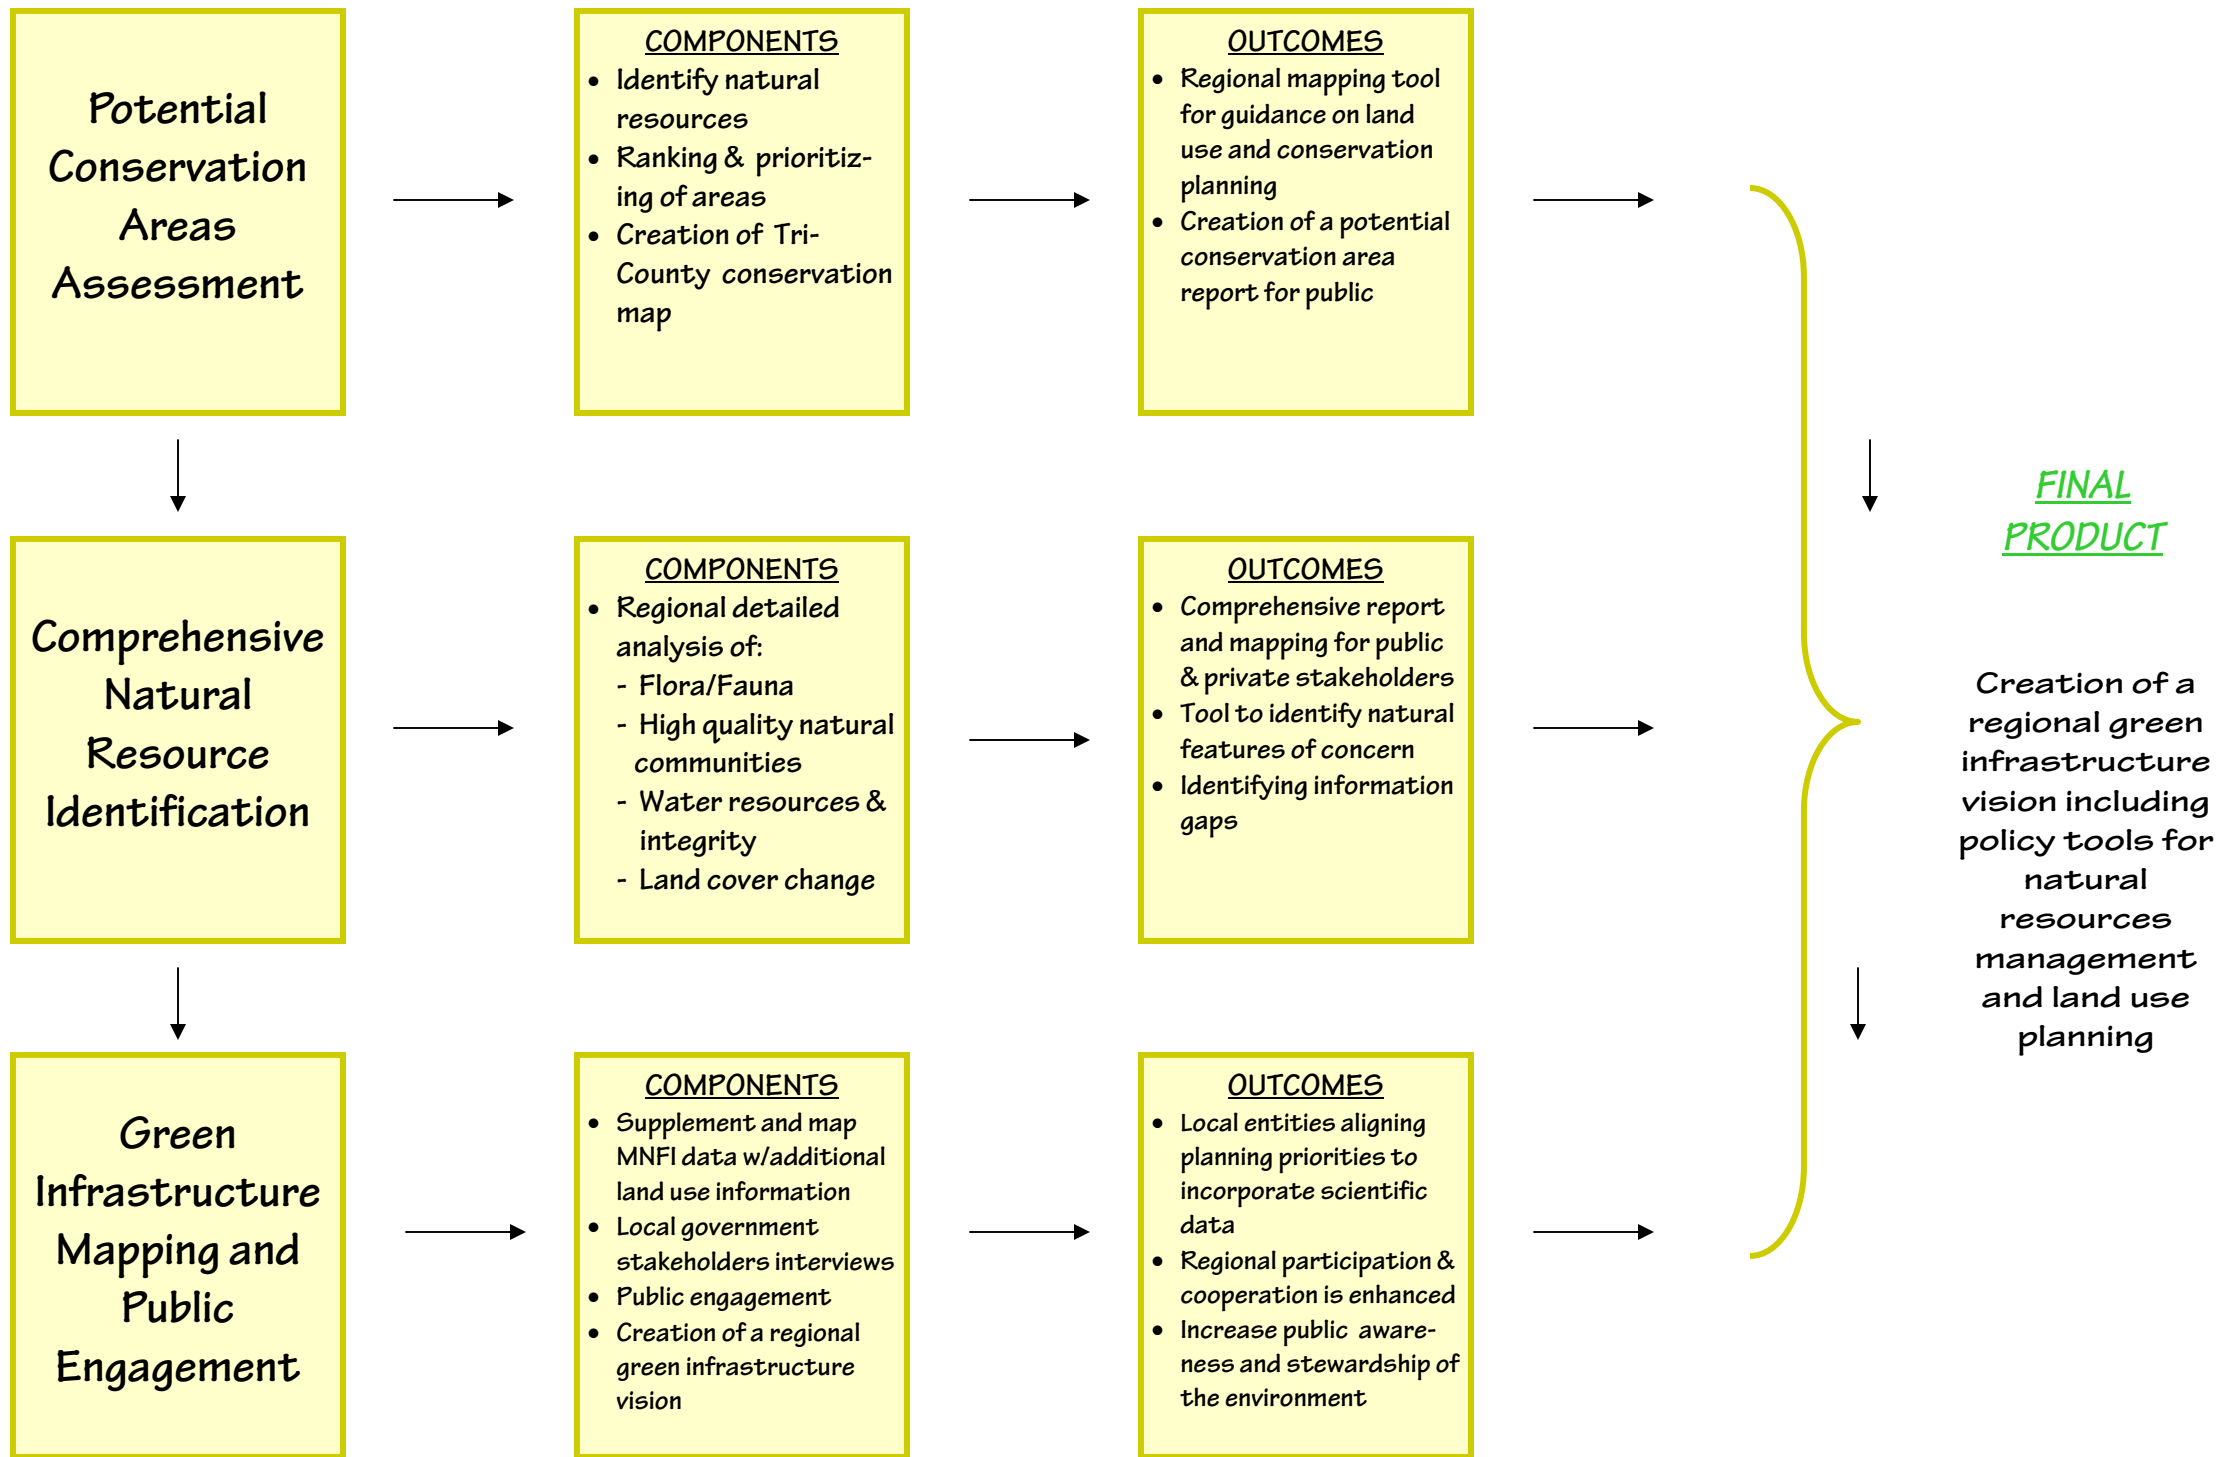 Potential
Conservation
Areas
Assessment
COMPONENTS
• Identify natural
resources
• Ranking & prioritiz-
ing of areas
• Creation of Tri-
County conservation
map
OUTCOMES
• Regional mapping tool
for guidance on land
use and conservation
planning
• Creation of a potential
conservation area
report for public
Comprehensive
Natural
Resource
Identification
COMPONENTS
• Regional detailed
analysis of:
- Flora/Fauna
- High quality natural
communities
- Water resources &
integrity
- Land cover change
OUTCOMES
• Comprehensive report
and mapping for public
& private stakeholders
• Tool to identify natural
features of concern
• Identifying information
gaps
Green
Infrastructure
Mapping and
Public
Engagement
COMPONENTS
• Supplement and map
MNFI data w/additional
land use information
• Local government
stakeholders interviews
• Public engagement
• Creation of a regional
green infrastructure
vision
OUTCOMES
• Local entities aligning
planning priorities to
incorporate scientific
data
• Regional participation &
cooperation is enhanced
• Increase public aware-
ness and stewardship of
the environment
FINAL
PRODUCT
Creation of a
regional green
infrastructure
vision including
policy tools for
natural
resources
management
and land use
planning